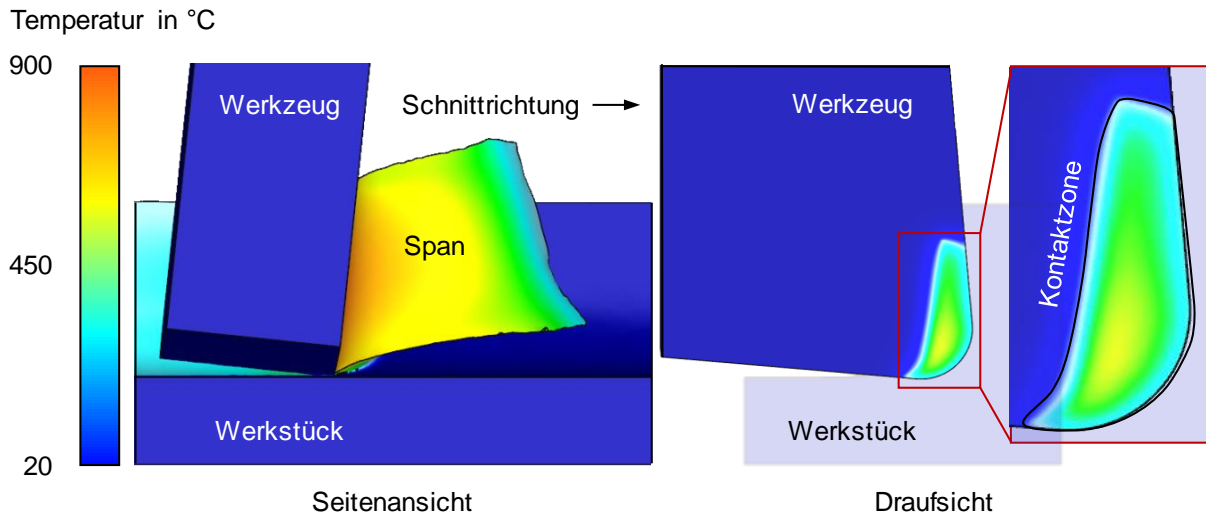 Temperatur in °C
900
450
20
Werkzeug
Schnittrichtung
Span
Werkstück
Seitenansicht
Werkzeug
Kontaktzone
Werkstück
Draufsicht